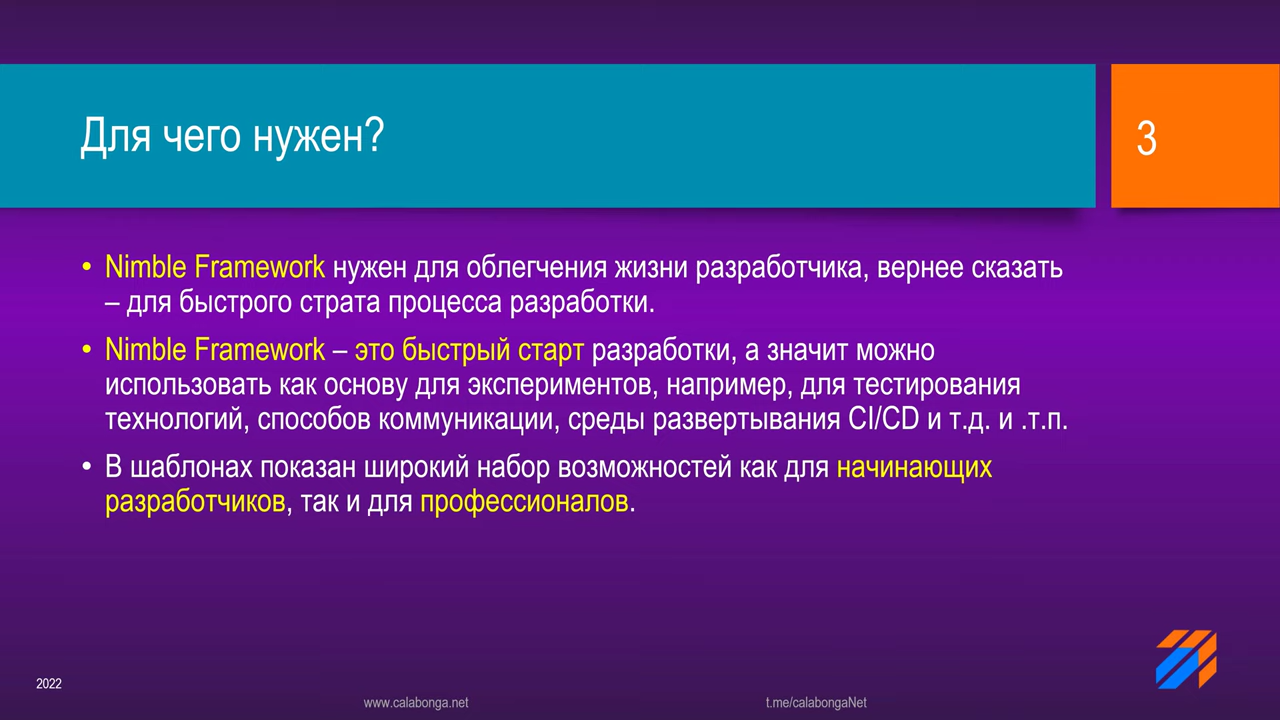 Для чего нужен?
3
• Nimble Framework нужен для облегчения жизни разработчика, вернее сказать
– для быстрого страта процесса разработки.
• Nimble Framework – это быстрый старт разработки, а значит можно
использовать как основу для экспериментов, например, для тестирования
технологий, способов коммуникации, среды развертывания CI/CD и т.д. и .т.п.
• В шаблонах показан широкий набор возможностей как для начинающих
разработчиков, так и для профессионалов.
2022
www.calabonga.net
t.me/calabongaNet